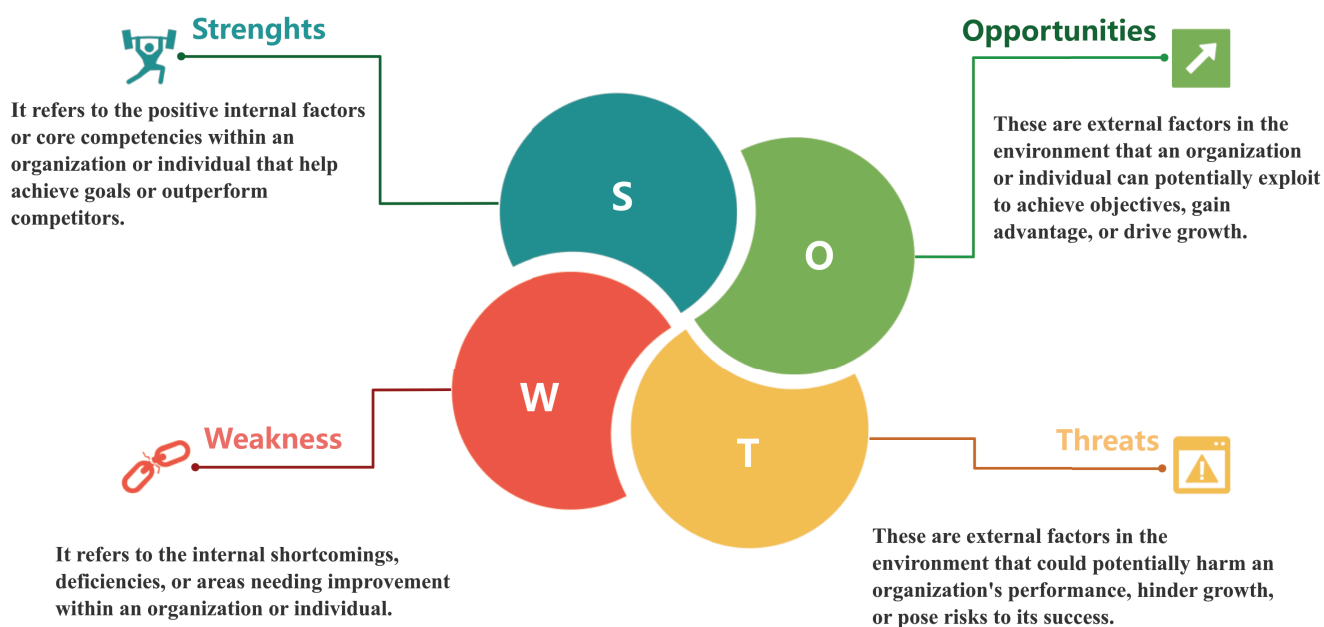 Strenghts
It refers to the positive internal factors
or core competencies within an
organization or individual that help
achieve goals or outperform
competitors.
Opportunities
These are external factors in the
environment that an organization
or individual can potentially exploit
to achieve objectives, gain
advantage, or drive growth.
S
O
W
T
Weakness
It refers to the internal shortcomings,
deficiencies, or areas needing improvement
within an organization or individual.
Threats
These are external factors in the
environment that could potentially harm an
organization's performance, hinder growth,
or pose risks to its success.